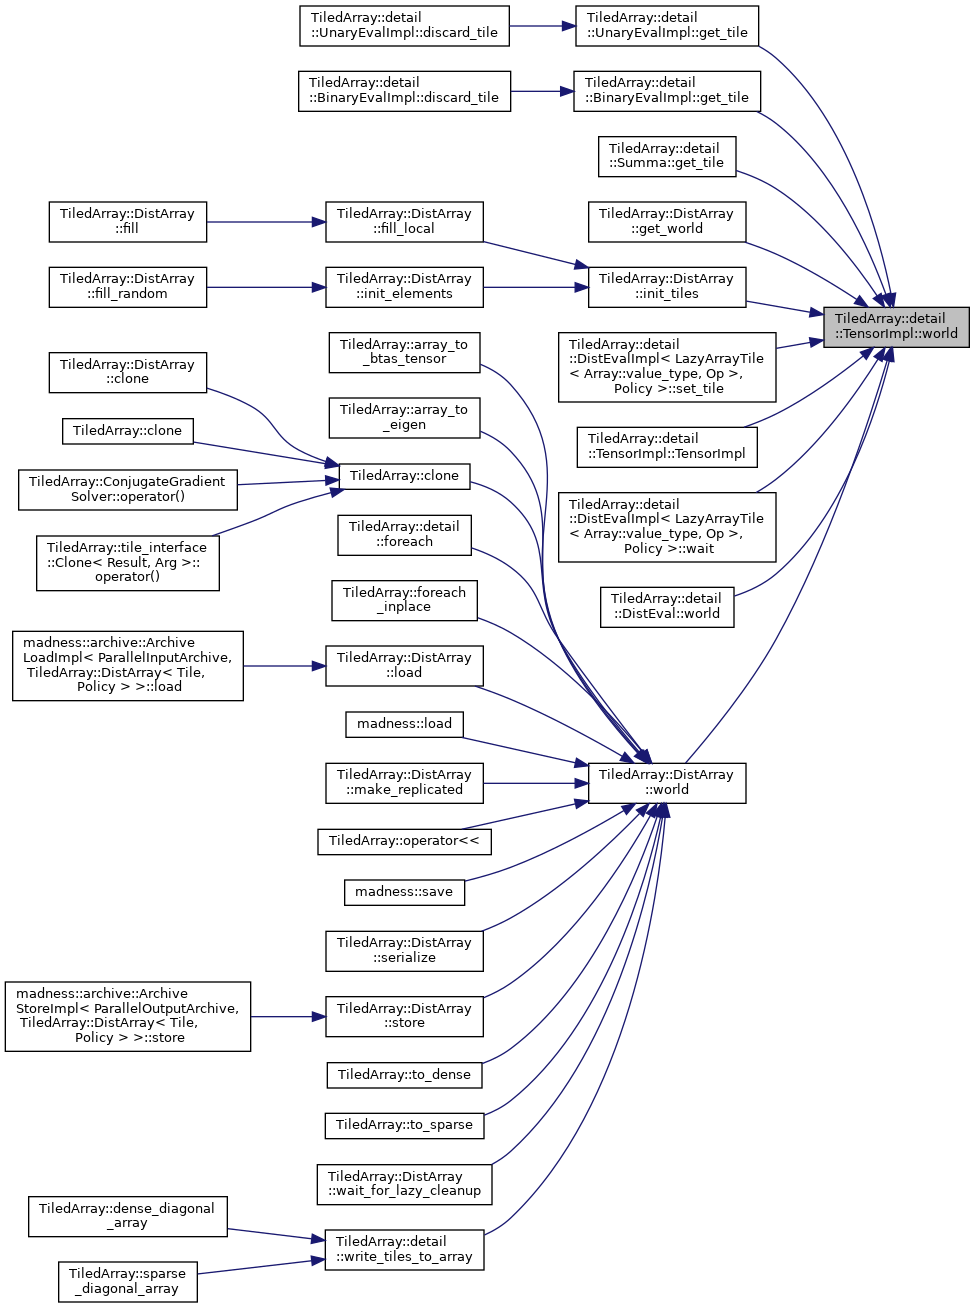 TiledArray::detail
::UnaryEvalImpl::discard_tile
TiledArray::detail
::UnaryEvalImpl::get_tile
TiledArray::detail
::BinaryEvalImpl::discard_tile
TiledArray::detail
::BinaryEvalImpl::get_tile
TiledArray::detail
::Summa::get_tile
TiledArray::DistArray
::fill
TiledArray::DistArray
::fill_local
TiledArray::DistArray
::get_world
TiledArray::DistArray
::fill_random
TiledArray::DistArray
::init_elements
TiledArray::DistArray
::init_tiles
TiledArray::detail
::TensorImpl::world
TiledArray::array_to
_btas_tensor
TiledArray::detail
::DistEvalImpl< LazyArrayTile
< Array::value_type, Op >,
Policy >::set_tile
TiledArray::DistArray
::clone
TiledArray::array_to
_eigen
TiledArray::clone
TiledArray::detail
::TensorImpl::TensorImpl
TiledArray::ConjugateGradient
Solver::operator()
TiledArray::clone
TiledArray::detail
::DistEvalImpl< LazyArrayTile
< Array::value_type, Op >,
Policy >::wait
TiledArray::tile_interface
::Clone< Result, Arg >::
operator()
TiledArray::detail
::foreach
TiledArray::foreach
_inplace
TiledArray::detail
::DistEval::world
madness::archive::Archive
LoadImpl< ParallelInputArchive,
TiledArray::DistArray< Tile,
Policy > >::load
TiledArray::DistArray
::load
madness::load
TiledArray::DistArray
::make_replicated
TiledArray::DistArray
::world
TiledArray::operator<<
madness::save
TiledArray::DistArray
::serialize
madness::archive::Archive
StoreImpl< ParallelOutputArchive,
TiledArray::DistArray< Tile,
Policy > >::store
TiledArray::DistArray
::store
TiledArray::to_dense
TiledArray::to_sparse
TiledArray::DistArray
::wait_for_lazy_cleanup
TiledArray::dense_diagonal
_array
TiledArray::detail
::write_tiles_to_array
TiledArray::sparse
_diagonal_array